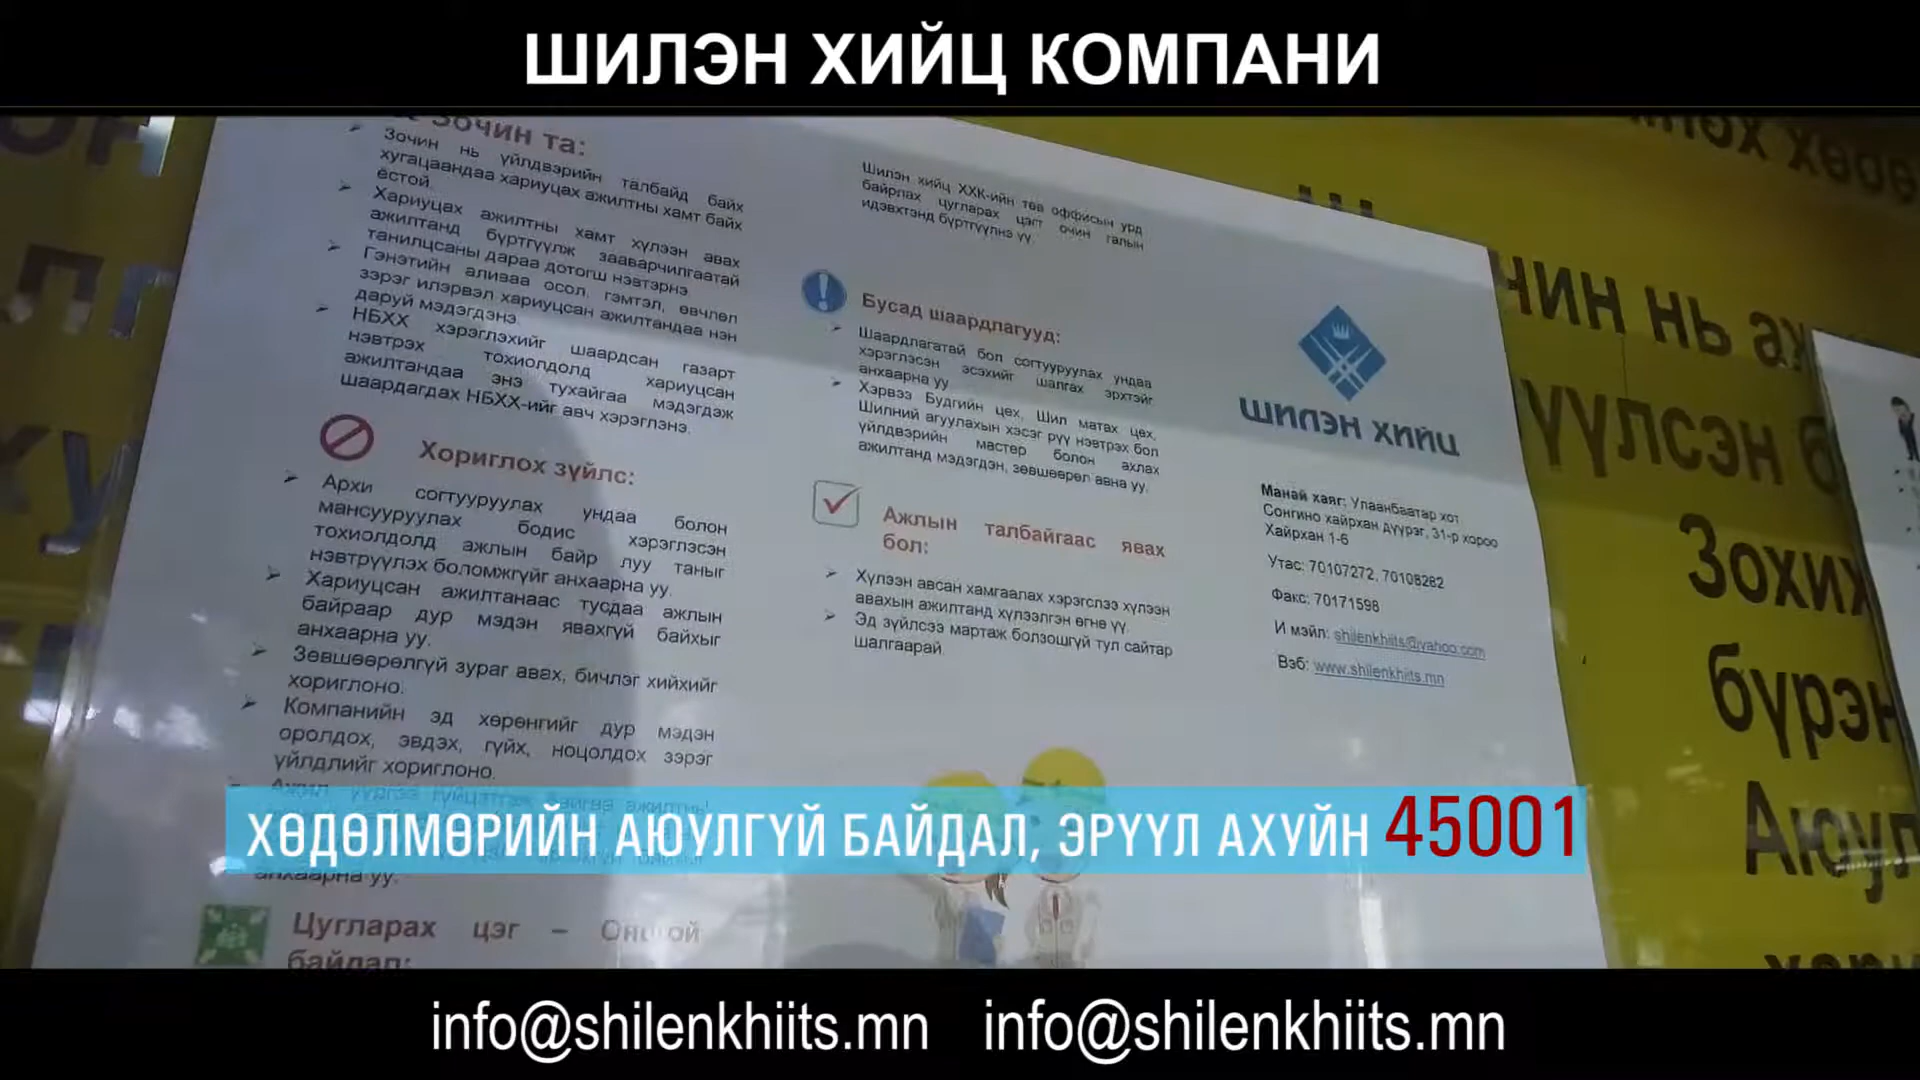 ШИЛЭН ХИЙЦ КОМПАНИ
Зочин та:
Зочин нь үйлдвэрийн талбайд байх
хугацаандаа хариуцах ажилтны хамт байх
ёстой.
Хариуцах ажилтны хамт хүлээн авах
ажилтанд бүртгүүлж зааварчилгаатай
танилцсаны дараа дотогш нэвтэрнэ.
Гэнэтийн аливаа осол, гэмтэл, өвчлөл
зэрэг илэрвэл хариуцсан ажилтандаа нэн
даруй мэдэгдэнэ.
НБХХ хэрэглэхийг шаардсан газарт
нэвтрэх тохиолдолд хариуцсан
ажилтандаа энэ тухайгаа мэдэгдэж
шаардагдах НБХХ-ийг авч хэрэглэнэ.
Хориглох зүйлс:
Архи согтууруулах ундаа болон
мансууруулах бодис хэрэглэсэн
тохиолдолд ажлын байр луу таныг
нэвтрүүлэх боломжгүйг анхаарна уу.
Хариуцсан ажилтанаас тусдаа ажлын
байраар дур мэдэн явахгүй байхыг
анхаарна уу.
Зөвшөөрөлгүй зураг авах, бичлэг хийхийг
хориглоно.
Компанийн эд хөрөнгийг дур мэдэн
оролдох, эвдэх, гүйх, ноцолдох зэрэг
үйлдлийг хориглоно.
анхаарна уу.
Цугларах цэг – Онцгой
байдал:
Шилэн хийц ХХК-ийн төв оффисын урд
байрлах цугларах цэгт очин галын
идэвхтэнд бүртгүүлнэ үү.
Бусад шаардлагууд:
Шаардлагатай бол согтууруулах ундаа
хэрэглэсэн эсэхийг шалгах эрхтэйг
анхаарна уу
Хэрвээ Будгийн цех, Шил матах цех,
Шилний агуулахын хэсэг рүү нэвтрэх бол
үйлдвэрийн мастер болон ахлах
ажилтанд мэдэгдэн, зөвшөөрөл авна уу.
Ажлын талбайгаас явах
бол:
Хүлээн авсан хамгаалах хэрэгслээ хүлээн
авахын ажилтанд хүлээлгэн өгнө үү.
Эд зүйлсээ мартаж болзошгүй тул сайтар
шалгаарай.
ШИЛЭН ХИЙЦ
Манай хаяг: Улаанбаатар хот
Сонгино хайрхан дүүрэг, 31-р хороо
Хайрхан 1-6
Утас: 70107272, 70108282
Факс: 70171598
И мэйл: shilenkhiits@yahoo.com
Вэб: www.shilenkhiits.mn
чин нь аж
үүлсэн б
Зохих
бүрэн
Аюул
ХӨДӨЛМӨРИЙН АЮУЛГҮЙ БАЙДАЛ, ЭРҮҮЛ АХУЙН 45001
info@shilenkhiits.mn info@shilenkhiits.mn